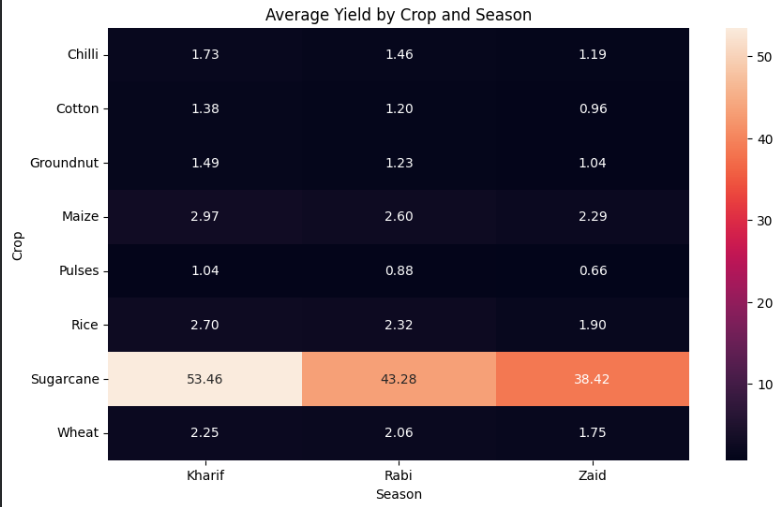 Average Yield by Crop and Season
Chilli 1.73 1.46 1.19
Cotton 1.38 1.20 0.96
Groundnut 1.49 1.23 1.04
Maize 2.97 2.60 2.29
Pulses 1.04 0.88 0.66
Rice 2.70 2.32 1.90
Sugarcane 53.46 43.28 38.42
Wheat 2.25 2.06 1.75
Kharif Rabi Zaid
Season
Crop
50
40
30
20
10